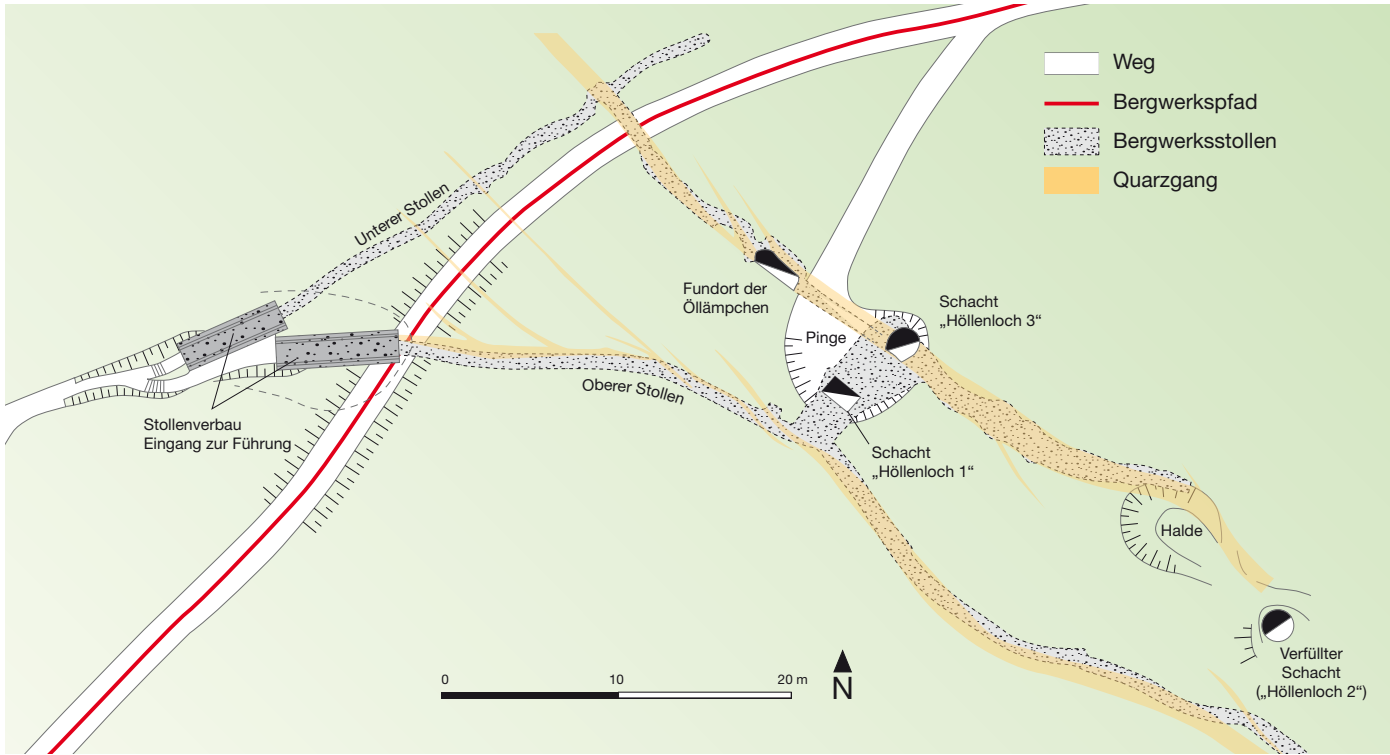 Weg
Bergwerkspfad
Bergwerksstollen
Quarzgang
Unterer Stollen
Fundort der
Öllämpchen
Schacht
„Höllenloch 3“
Pinge
Oberer Stollen
Stollenverbau
Eingang zur Führung
Schacht
„Höllenloch 1“
Halde
Verfüllter
Schacht
(„Höllenloch 2“)
0 10 20 m
N